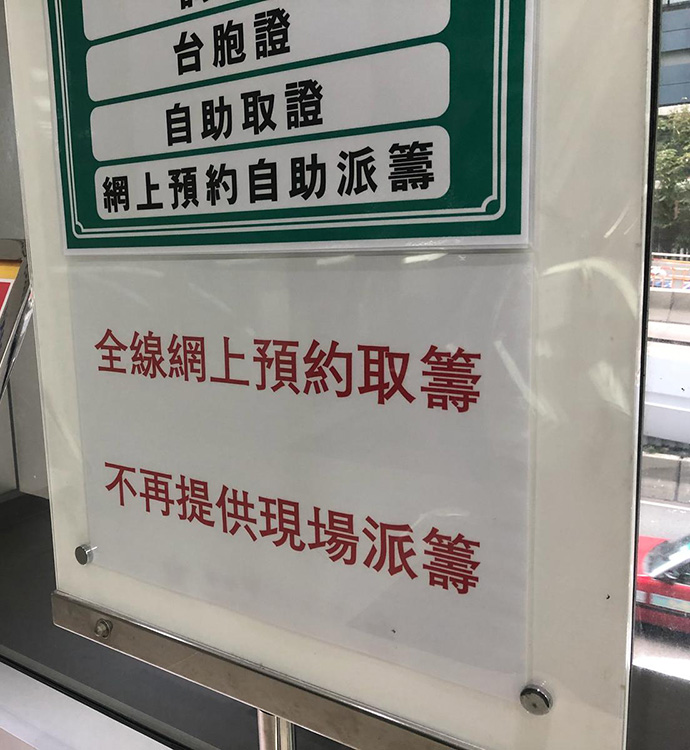 台胞證
自助取證
網上預約自助派籌
全線網上預約取籌
不再提供現場派籌